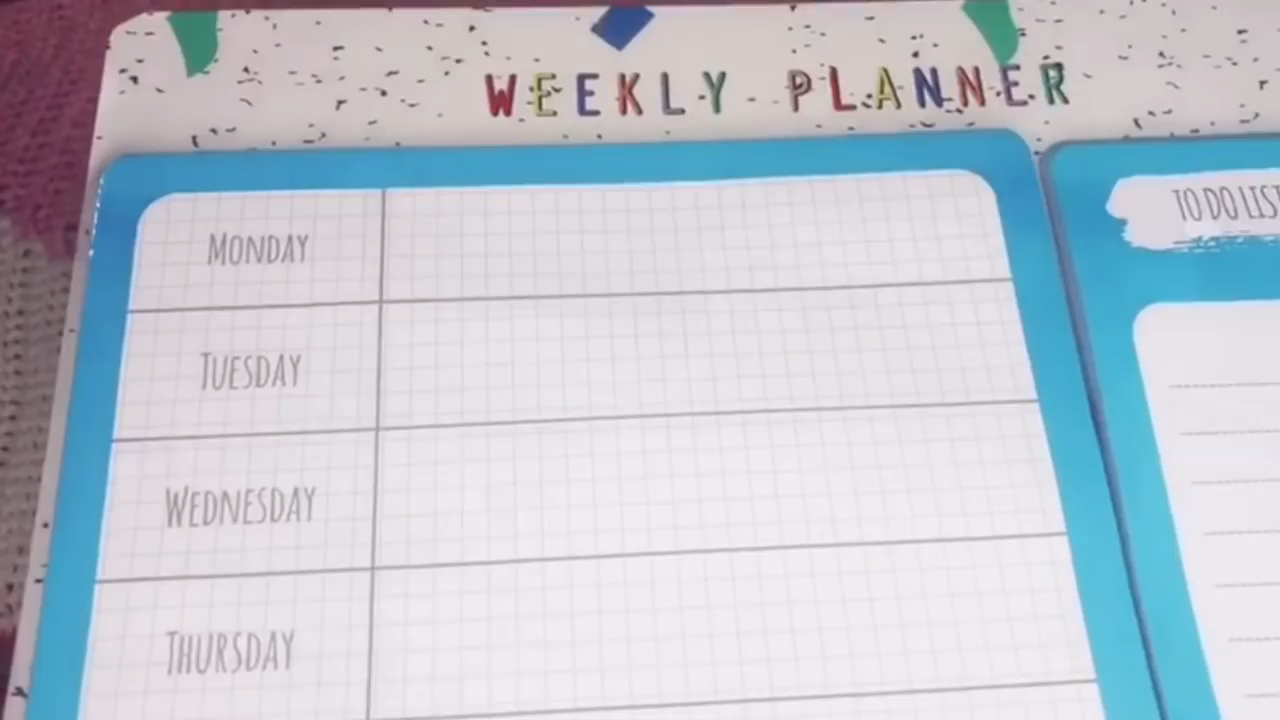 WEEKLY PLANNER
TO DO LIST
MONDAY
TUESDAY
WEDNESDAY
THURSDAY